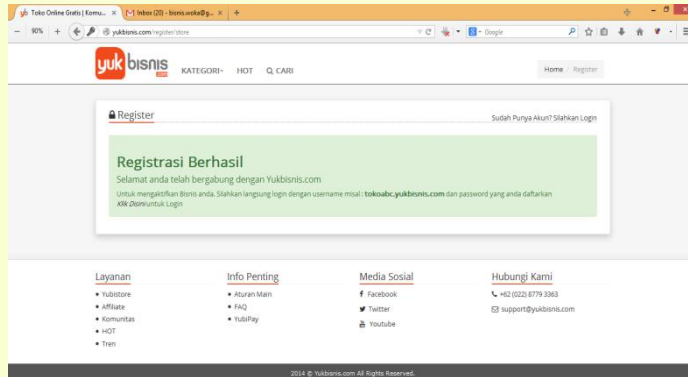 Toko Online Gratis | Komu...
Inbox (20) - bisnis.woka@g...
90%
yukbisnis.com/register/store
Google
yuk bisnis
.com
KATEGORI HOT CARI
Home / Register
Register
Sudah Punya Akun? Silahkan Login
Registrasi Berhasil
Selamat anda telah bergabung dengan Yukbisnis.com
Untuk mengaktifkan Bisnis anda. Silahkan langsung login dengan username misal : tokoabc.yukbisnis.com dan password yang anda daftarkan
Klik Disini untuk Login
Layanan
Yubistore
Affiliate
Komunitas
HOT
Tren
Info Penting
Aturan Main
FAQ
YubiPay
Media Sosial
Facebook
Twitter
Youtube
Hubungi Kami
+62 (022) 8779 3363
support@yukbisnis.com
2014 © Yukbisnis.com All Rights Reserved.